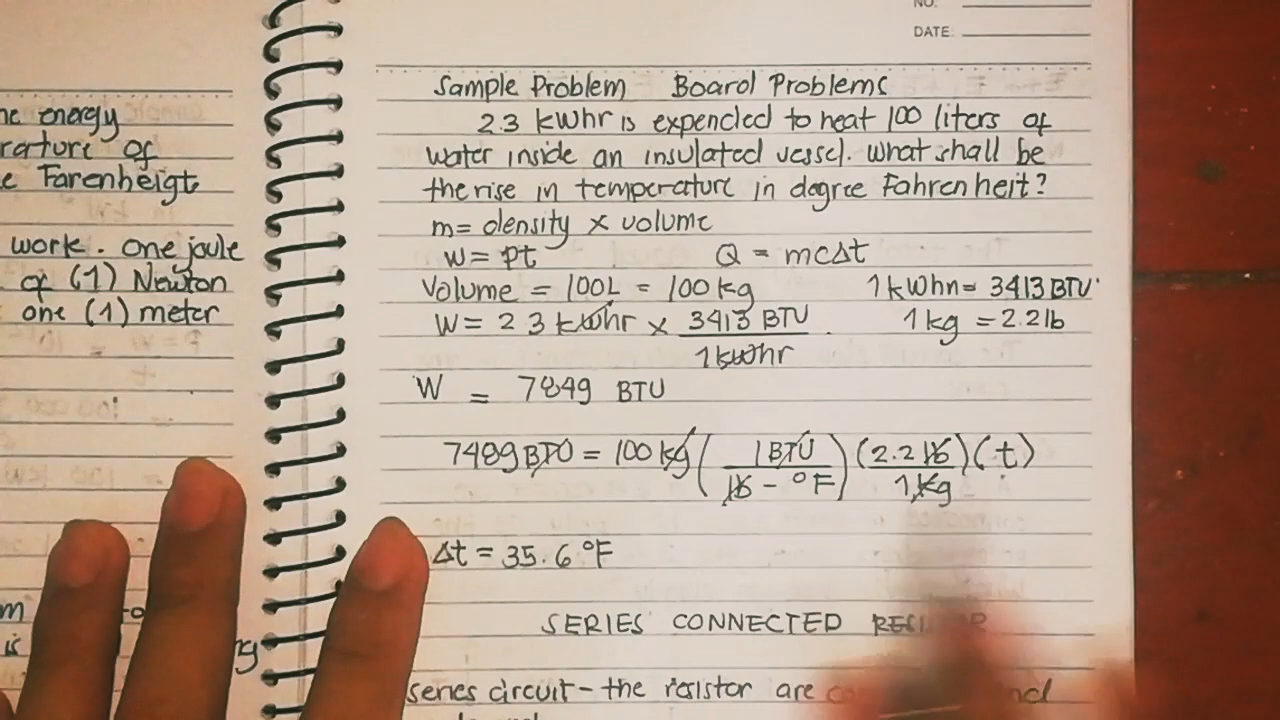 NO.
DATE:
ne energy
rature of
e Farenheigt
work. One joule
of (1) Newton
one (1) meter
m
is
Sample Problem Board Problems
2.3 kwhr is expended to heat 100 liters of
water inside an insulated vessel. What shall be
the rise in temperature in degree Fahrenheit?
m= density x volume
w= pt Q = mcΔt
Volume = 100L = 100 kg 1 kwhn= 3413 BTU
W= 2.3 kwhr x 3413 BTU 1 kg = 2.2 lb
1 kwhr
W = 7849 BTU
7489 BTU = 100 kg ( 1 BTU ) (2.2 lb) (t)
lb - °F 1 kg
Δt = 35.6 °F
SERIES CONNECTED
series circuit - the resistor are